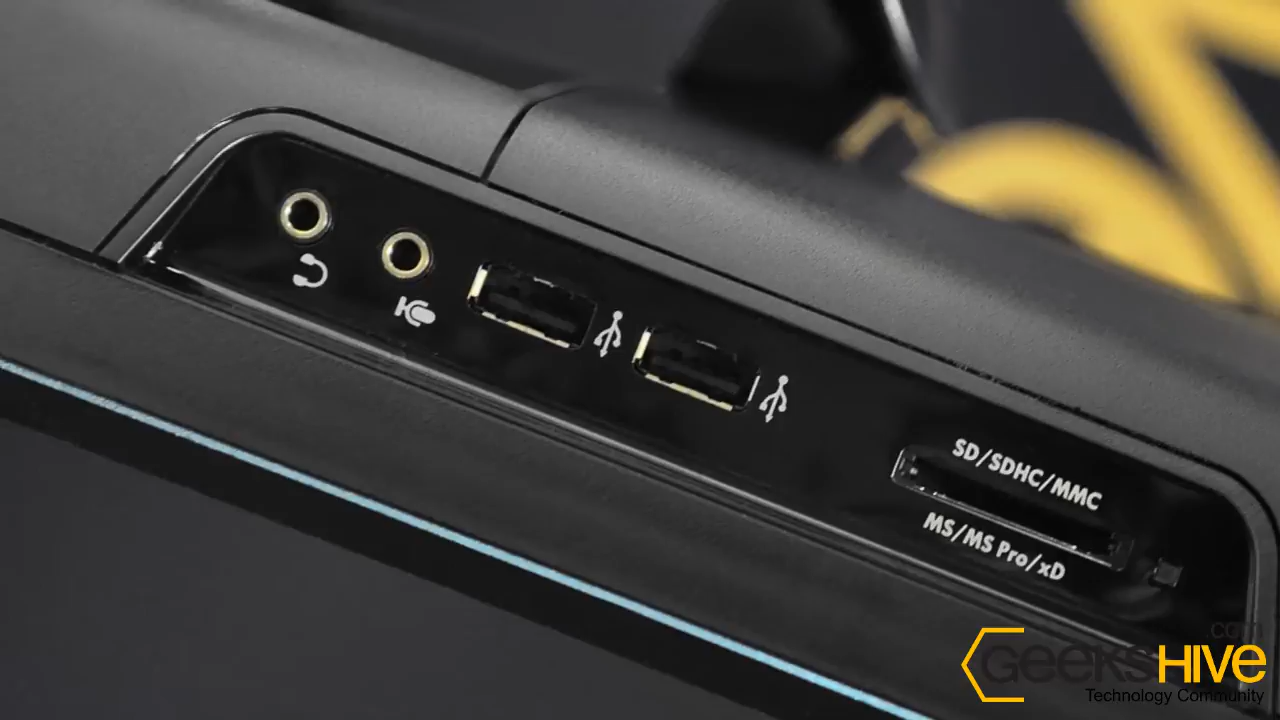 SD/SDHC/MMC
MS/MS Pro/xD
.com
GeeksHive
Technology Community